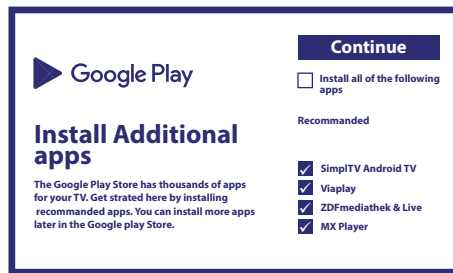 Google Play
Install Additional
apps
The Google Play Store has thousands of apps
for your TV. Get strated here by installing
recommanded apps. You can install more apps
later in the Google play Store.
Continue
Install all of the following
apps
Recommanded
SimplTV Android TV
Viaplay
ZDFmediathek & Live
MX Player